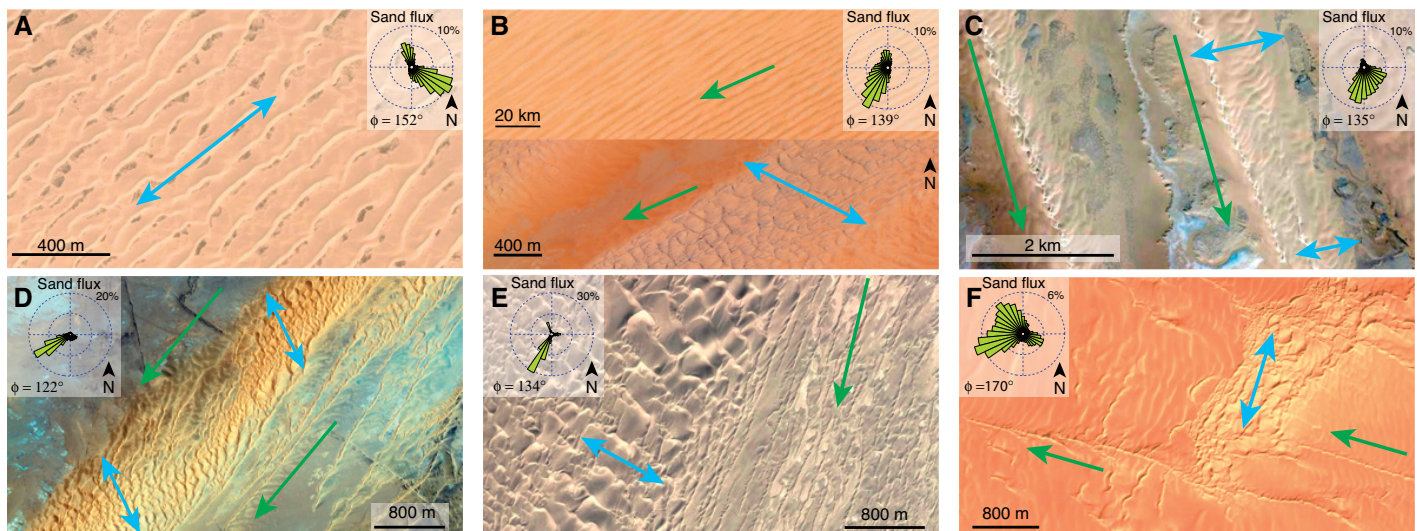 A
Sand flux
10%
N
ϕ = 152°
400 m
B
Sand flux
10%
N
ϕ = 139°
20 km
N
400 m
C
Sand flux
10%
N
ϕ = 135°
2 km
D
Sand flux
20%
N
ϕ = 122°
800 m
E
Sand flux
30%
N
ϕ = 134°
800 m
F
Sand flux
6%
N
ϕ =170°
800 m